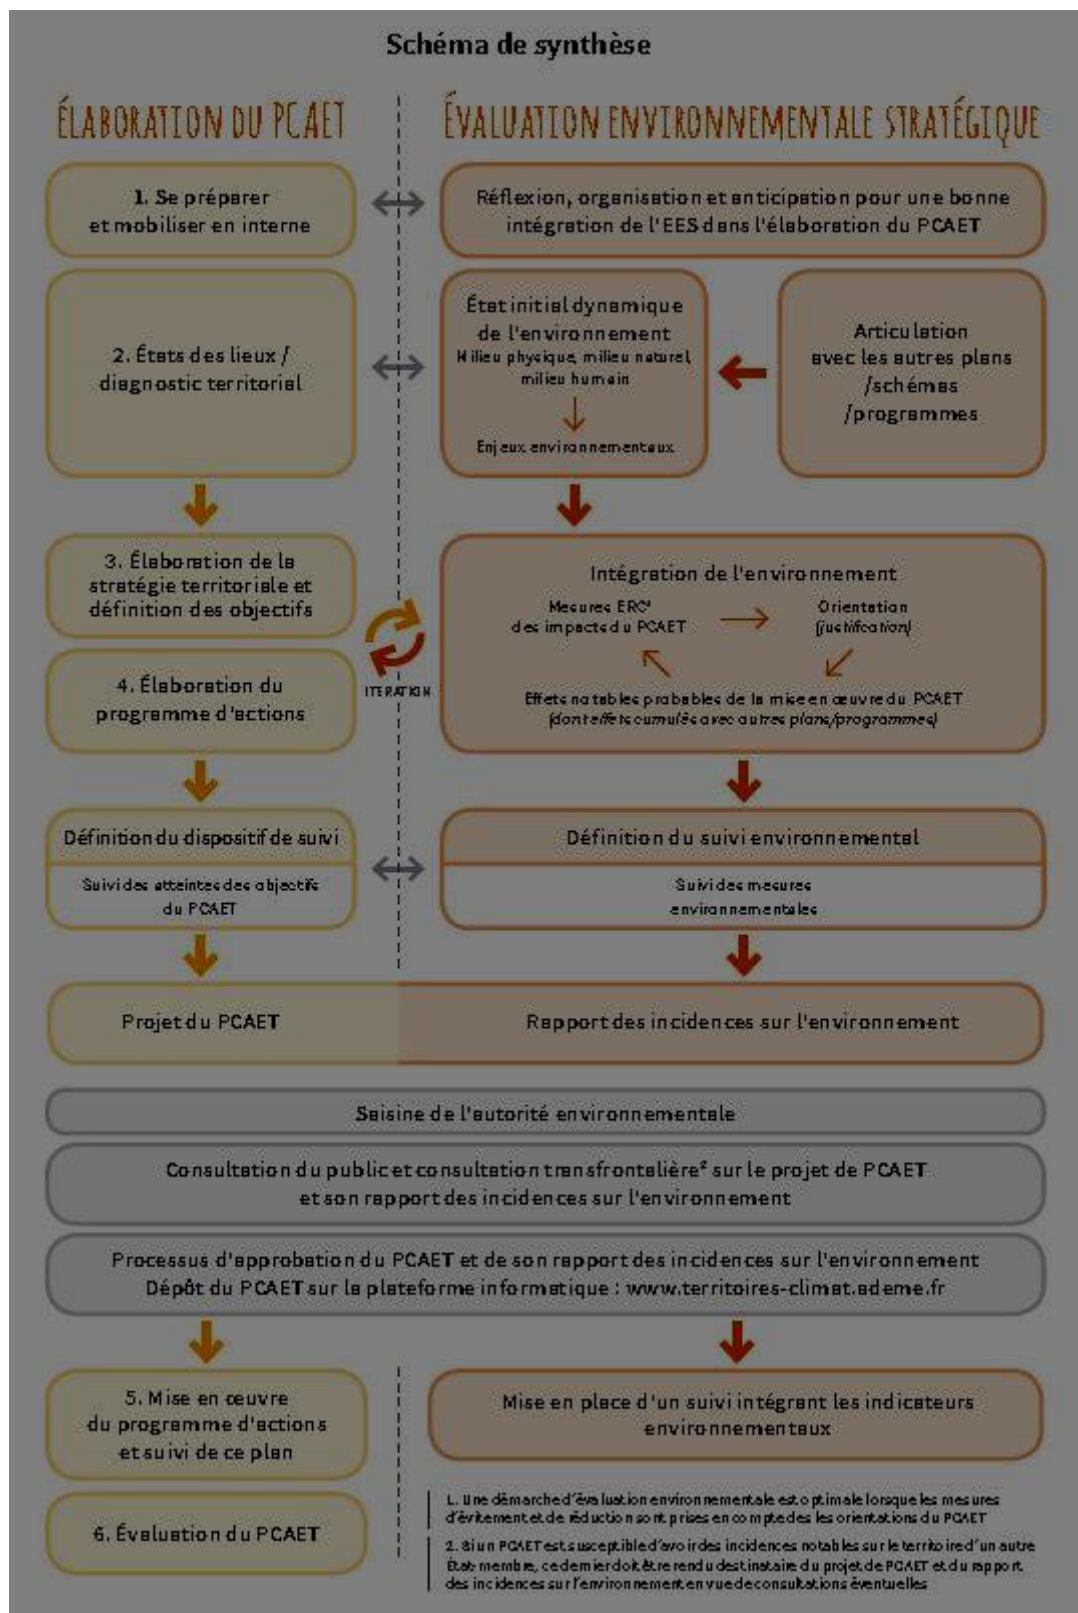 Schéma de synthèse
ÉLABORATION DU PCAET
ÉVALUATION ENVIRONNEMENTALE STRATÉGIQUE
1. Se préparer
et mobiliser en interne
Réflexion, organisation et anticipation pour une bonne
intégration de l'EES dans l'élaboration du PCAET
2. États des lieux /
diagnostic territorial
État initial dynamique
de l'environnement
Milieu physique, milieu naturel,
milieu humain
Enjeux environnementaux
Articulation
avec les autres plans
/schémas
/programmes
3. Élaboration de la
stratégie territoriale et
définition des objectifs
4. Élaboration du
programme d'actions
ITERATION
Intégration de l'environnement
Mesures ERC¹
des impacts du PCAET
Orientation
(justification)
Effets notables probables de la mise en œuvre du PCAET
(dont effets cumulés avec autres plans/programmes)
Définition du dispositif de suivi
Suivi des atteintes des objectifs
du PCAET
Définition du suivi environnemental
Suivi des mesures
environnementales
Projet du PCAET
Rapport des incidences sur l'environnement
Saisine de l'autorité environnementale
Consultation du public et consultation transfrontalière² sur le projet de PCAET
et son rapport des incidences sur l'environnement
Processus d'approbation du PCAET et de son rapport des incidences sur l'environnement
Dépôt du PCAET sur la plateforme informatique : www.territoires-climat.ademe.fr
5. Mise en œuvre
du programme d'actions
et suivi de ce plan
Mise en place d'un suivi intégrant les indicateurs
environnementaux
6. Évaluation du PCAET
1. Une démarche d'évaluation environnementale est optimale lorsque les mesures
d'évitement et de réduction sont prises en compte des les orientations du PCAET
2. Si un PCAET est susceptible d'avoir des incidences notables sur le territoire d'un autre
État membre, ce dernier doit être rendu destinataire du projet de PCAET et du rapport
des incidences sur l'environnement en vue de consultations éventuelles